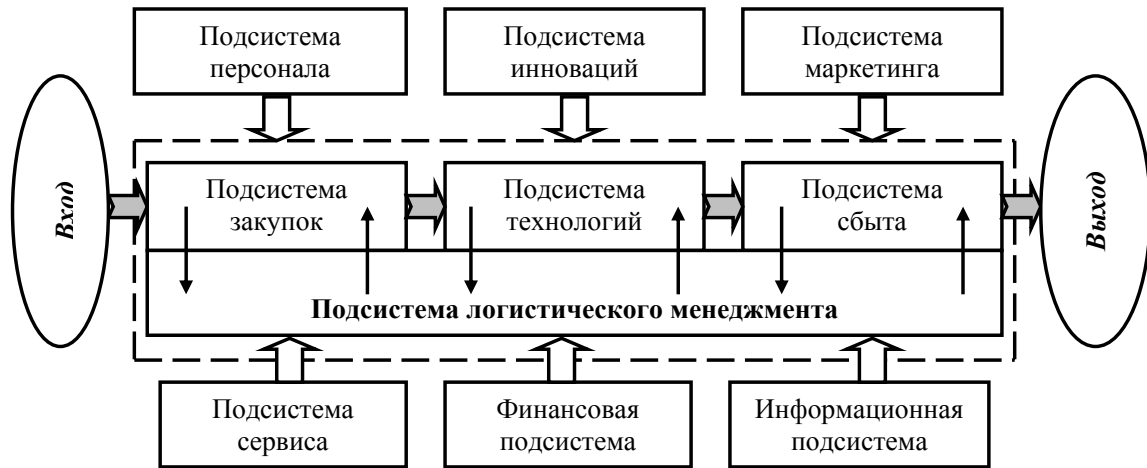 Подсистема
персонала
Подсистема
инноваций
Подсистема
маркетинга
Вход
Подсистема
закупок
Подсистема
технологий
Подсистема
сбыта
Выход
Подсистема логистического менеджмента
Подсистема
сервиса
Финансовая
подсистема
Информационная
подсистема